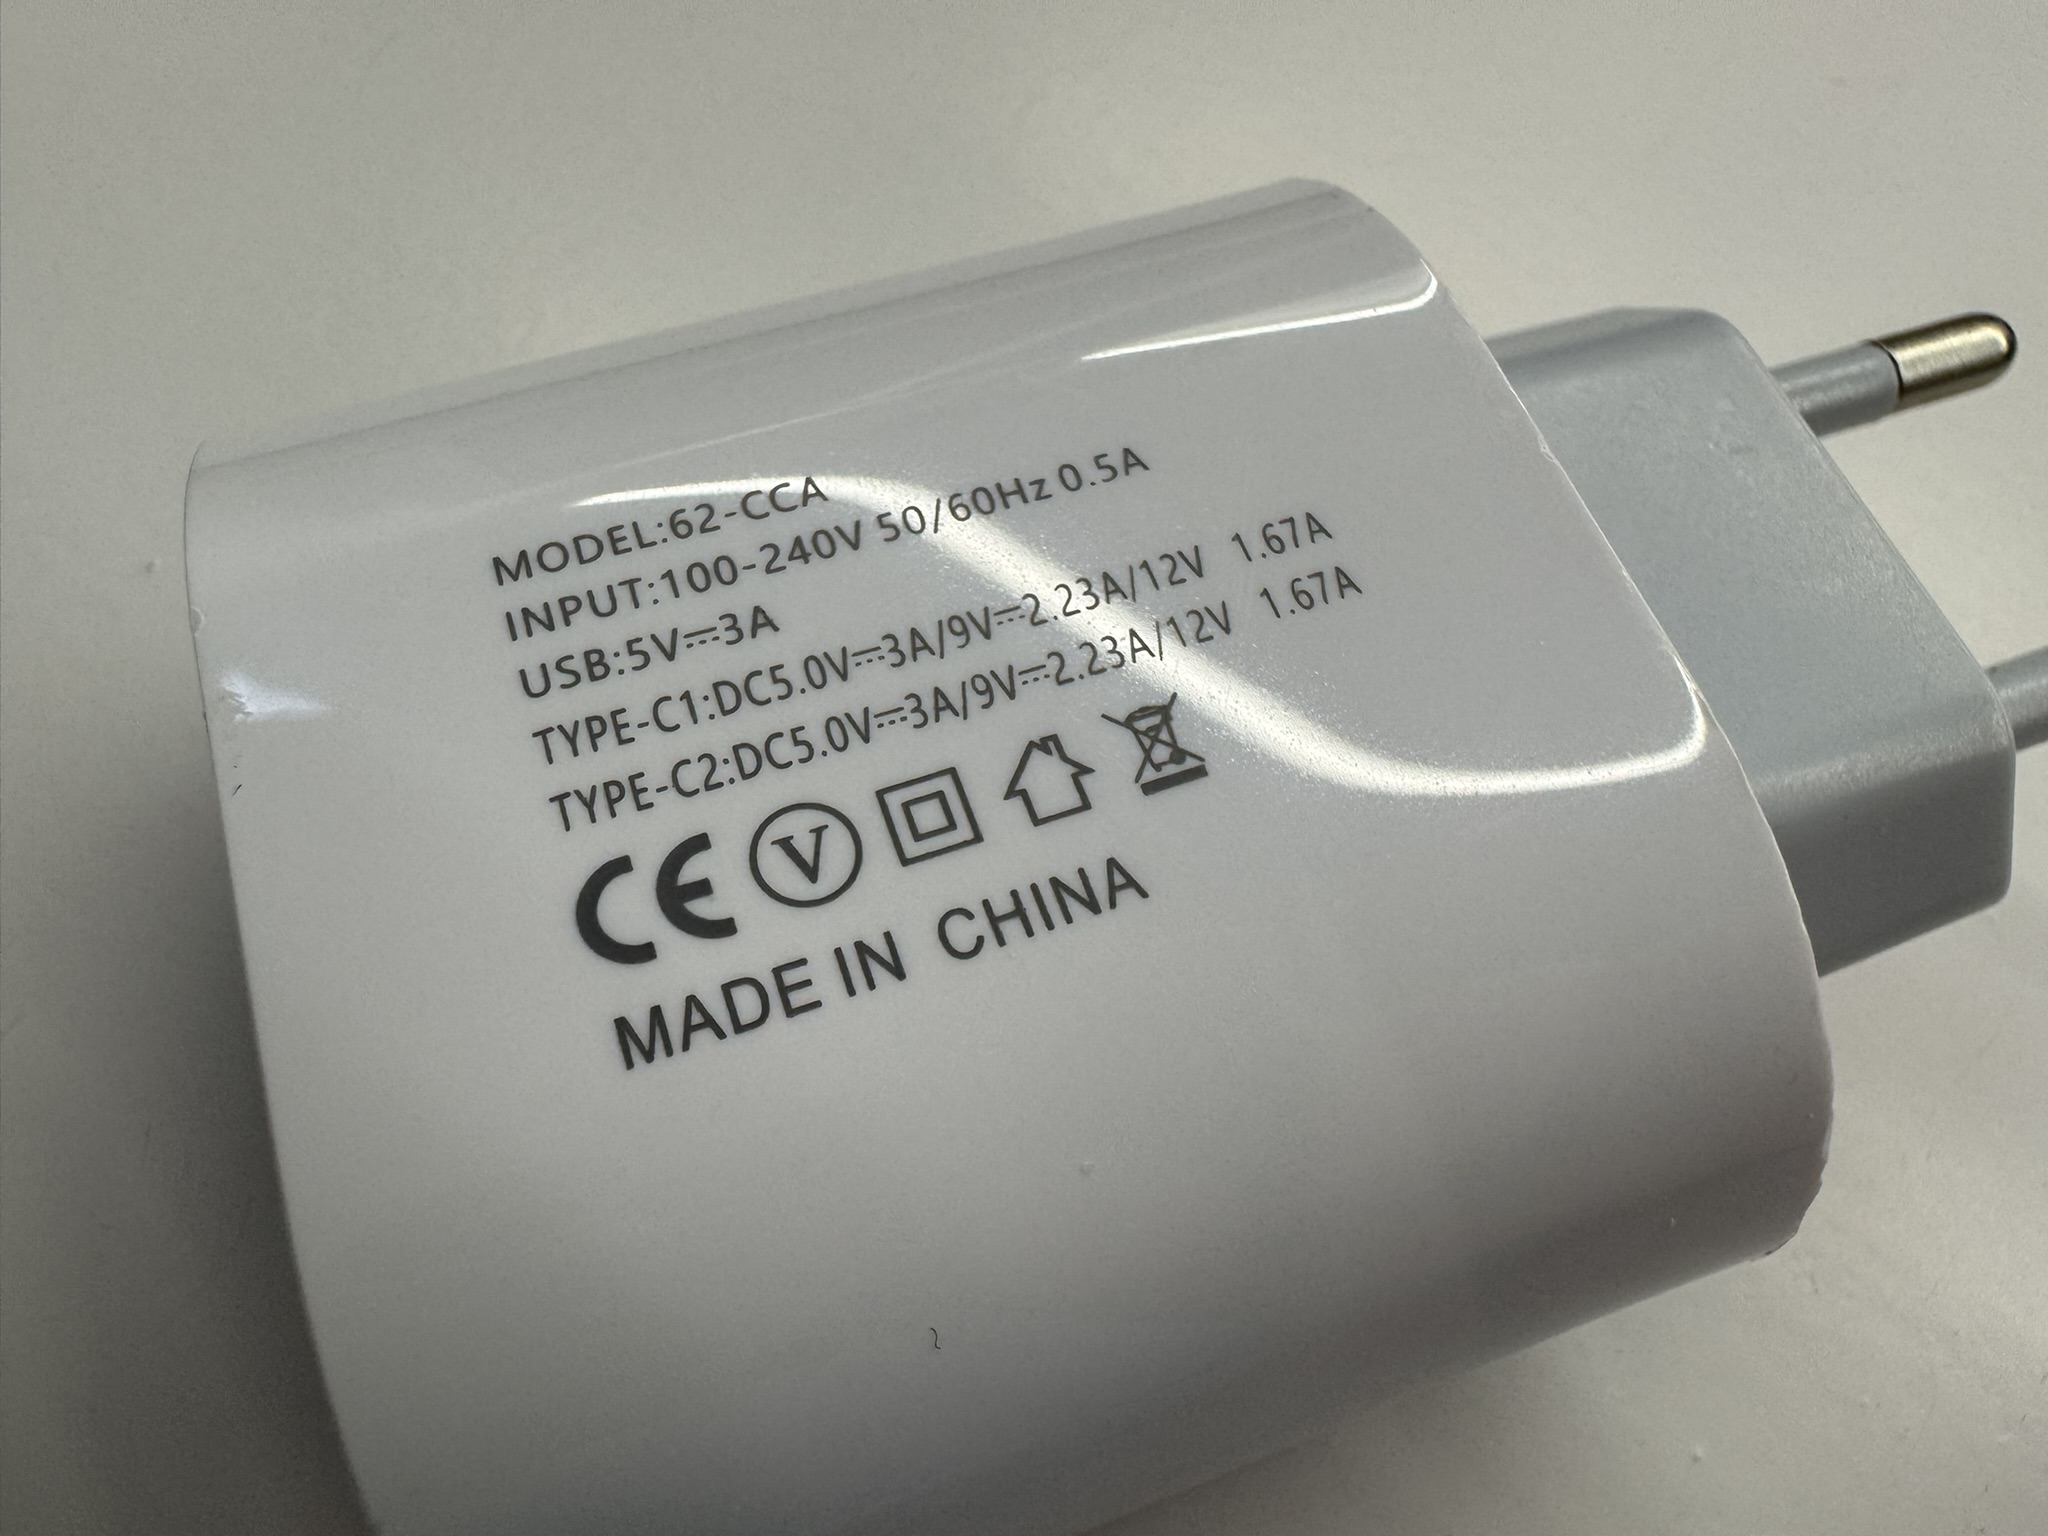 MODEL:62-CCA
INPUT:100-240V 50/60Hz 0.5A
USB:5V⎓3A
TYPE-C1:DC5.0V⎓3A/9V⎓2.23A/12V 1.67A
TYPE-C2:DC5.0V⎓3A/9V⎓2.23A/12V 1.67A
CE V
MADE IN CHINA